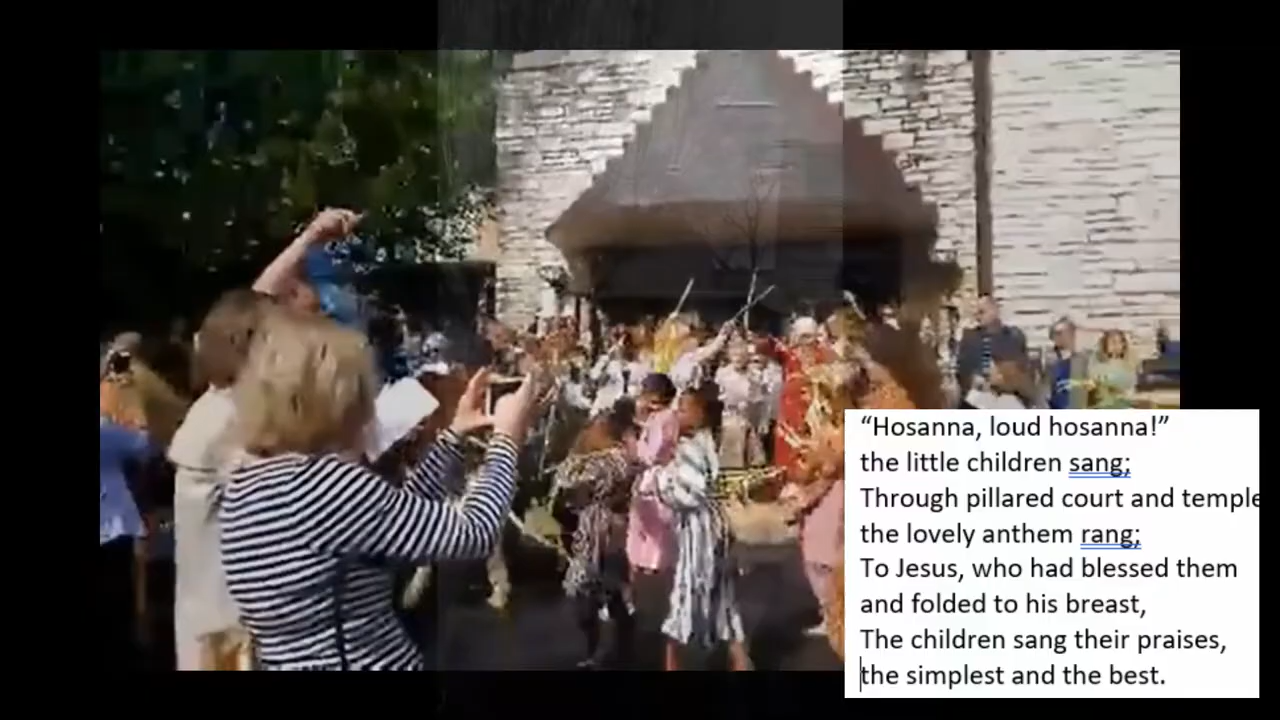 “Hosanna, loud hosanna!”
the little children sang;
Through pillared court and temple
the lovely anthem rang;
To Jesus, who had blessed them
and folded to his breast,
The children sang their praises,
the simplest and the best.